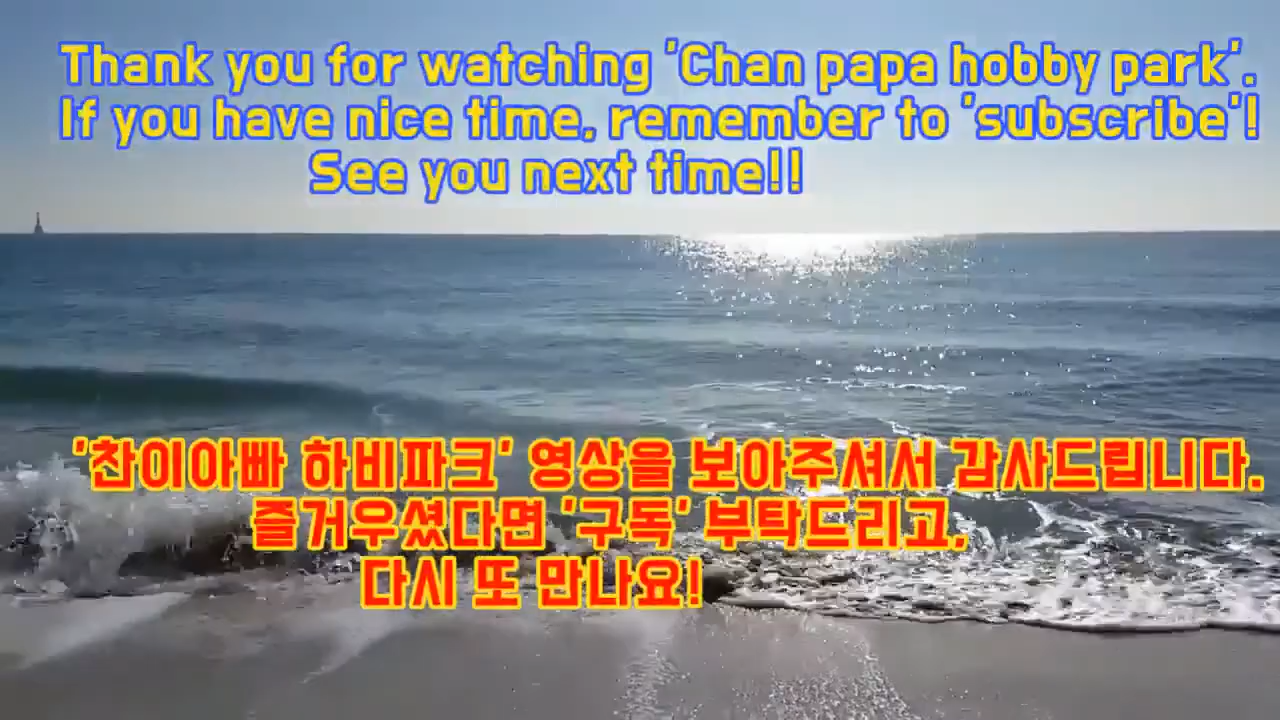 Thank you for watching 'Chan papa hobby park'.
If you have nice time, remember to 'subscribe'!
See you next time!!
'찬이아빠 하비파크' 영상을 보아주셔서 감사드립니다.
즐거우셨다면 '구독' 부탁드리고,
다시 또 만나요!